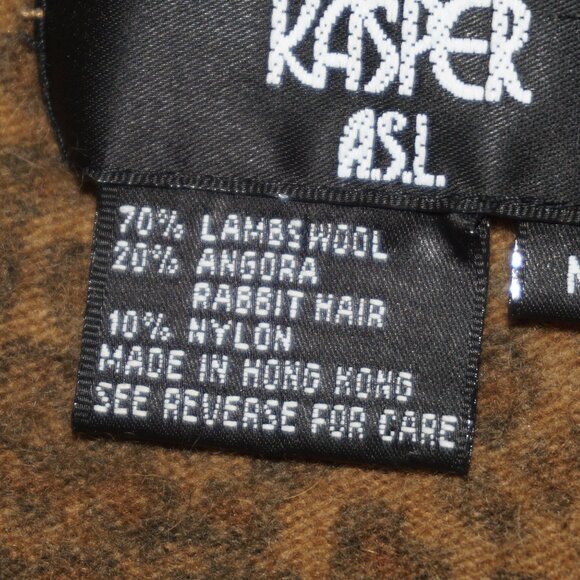 KASPER
A.S.L.
70% LAMBSWOOL
20% ANGORA
RABBIT HAIR
10% NYLON
MADE IN HONG KONG
SEE REVERSE FOR CARE